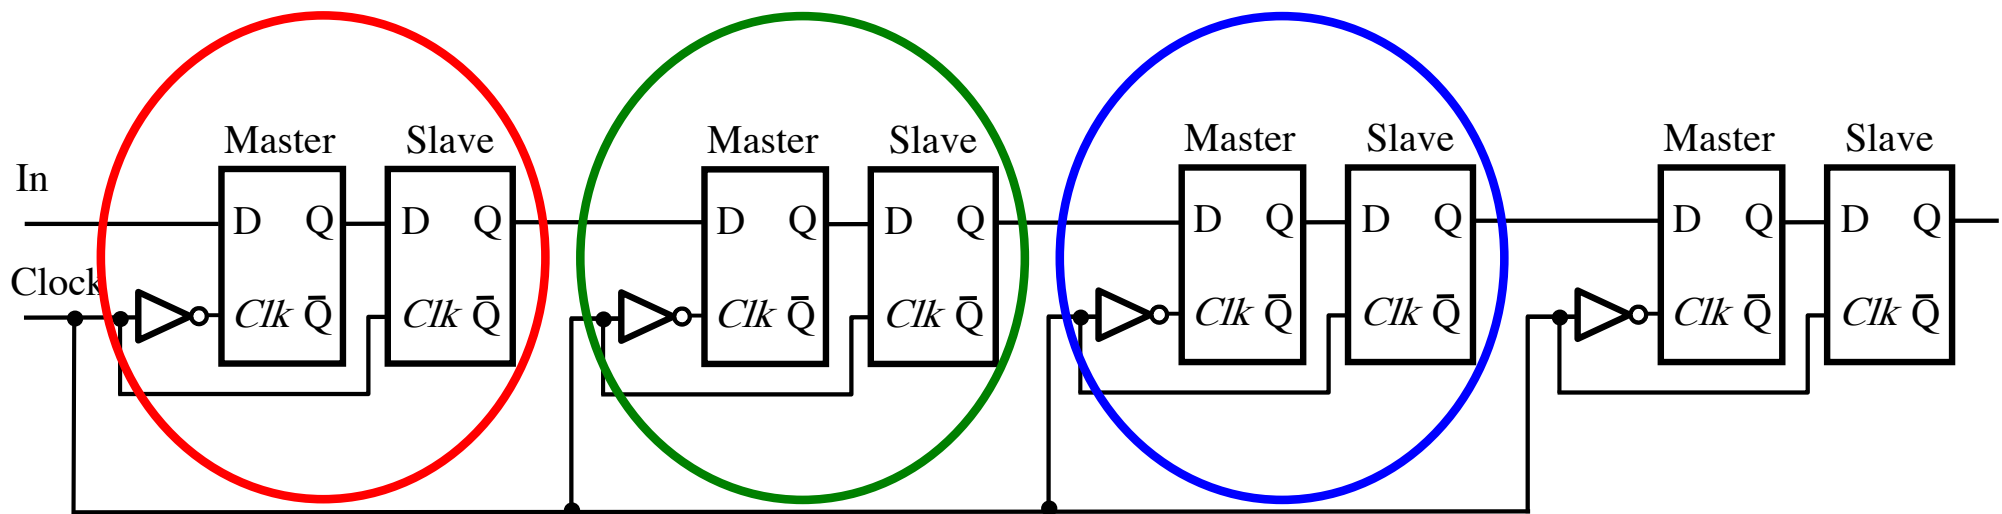 Master Slave Master Slave Master Slave Master Slave
In
D Q D Q D Q D Q D Q D Q D Q D Q
Clock
Clk Q̄ Clk Q̄ Clk Q̄ Clk Q̄ Clk Q̄ Clk Q̄ Clk Q̄ Clk Q̄